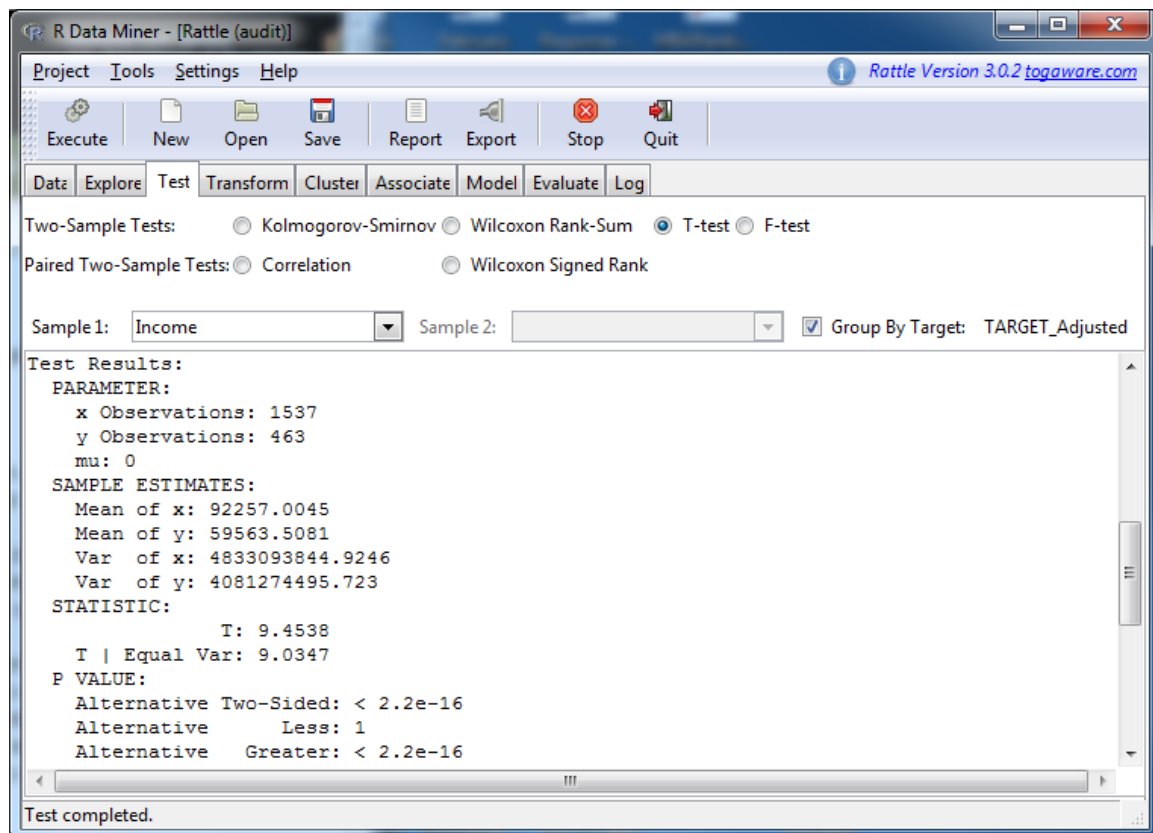 R Data Miner - [Rattle (audit)]
Project Tools Settings Help Rattle Version 3.0.2 togaware.com
Execute New Open Save Report Export Stop Quit
Data Explore Test Transform Cluster Associate Model Evaluate Log
Two-Sample Tests: Kolmogorov-Smirnov Wilcoxon Rank-Sum T-test F-test
Paired Two-Sample Tests: Correlation Wilcoxon Signed Rank
Sample 1: Income Sample 2: Group By Target: TARGET_Adjusted
Test Results:
PARAMETER:
x Observations: 1537
y Observations: 463
mu: 0
SAMPLE ESTIMATES:
Mean of x: 92257.0045
Mean of y: 59563.5081
Var of x: 4833093844.9246
Var of y: 4081274495.723
STATISTIC:
T: 9.4538
T | Equal Var: 9.0347
P VALUE:
Alternative Two-Sided: < 2.2e-16
Alternative Less: 1
Alternative Greater: < 2.2e-16
Test completed.